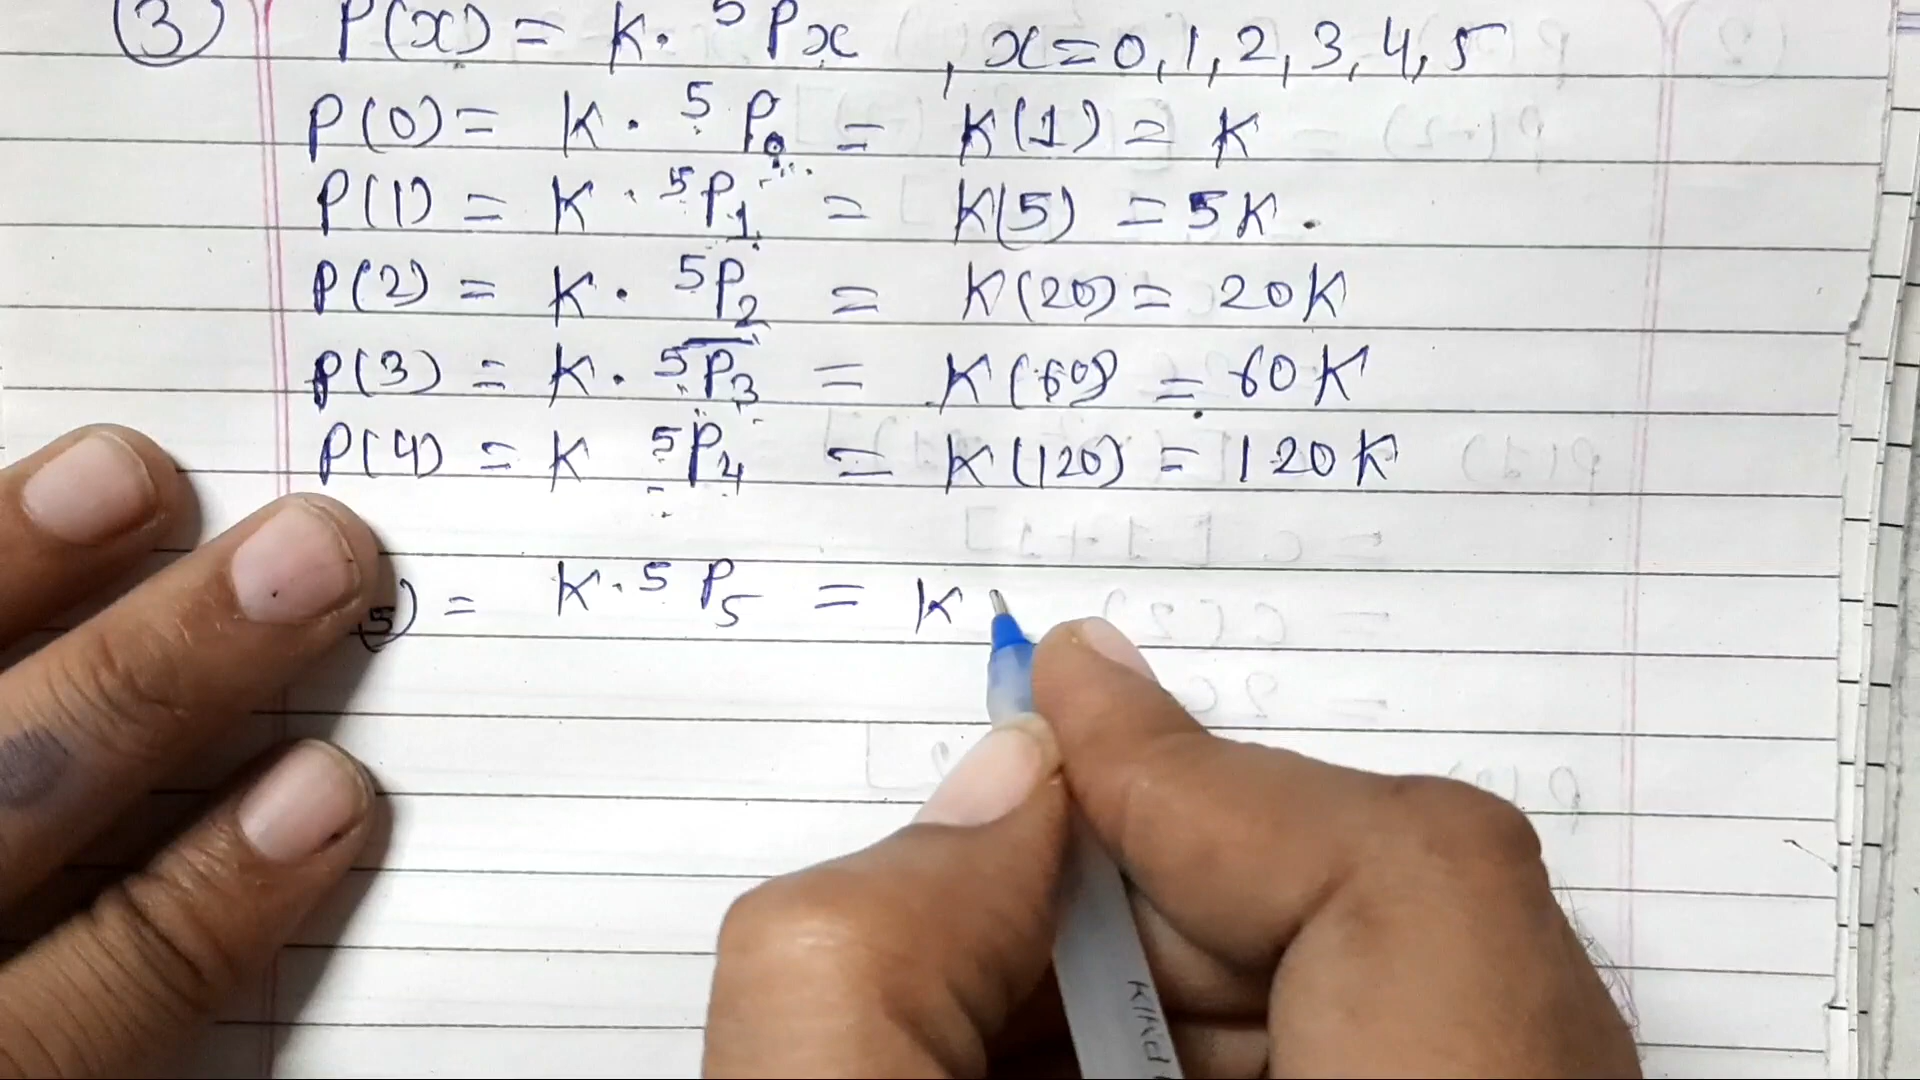 (3) P(x) = K. ⁵Pₓ , x = 0, 1, 2, 3, 4, 5
P(0) = K . ⁵P₀ = K(1) = K
P(1) = K . ⁵P₁ = K(5) = 5K.
P(2) = K . ⁵P₂ = K(20) = 20K
P(3) = K . ⁵P₃ = K(60) = 60K
P(4) = K ⁵P₄ = K(120) = 120K
5) = K . ⁵P₅ = K